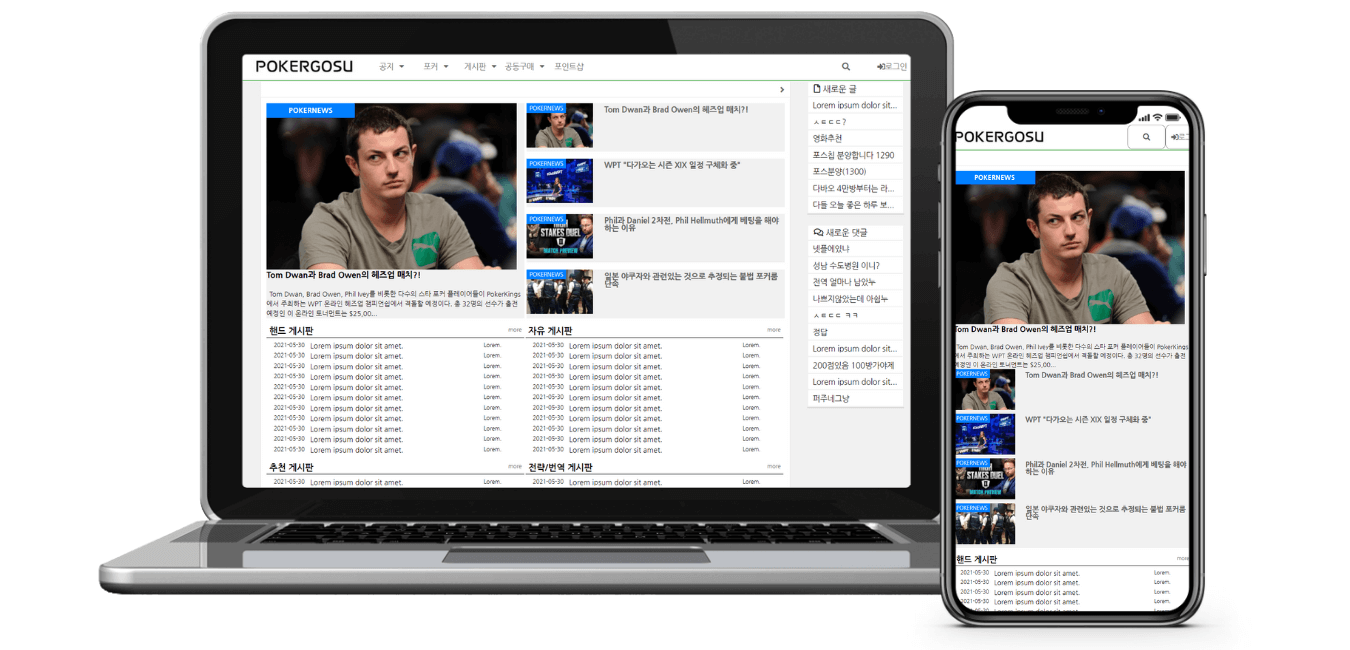 POKERGOSU 공지 포커 게시판 공동구매 포인트샵 로그인
POKERNEWS
Tom Dwan과 Brad Owen의 헤즈업 매치?!
Tom Dwan, Brad Owen, Phil Ivey를 비롯한 다수의 스타 포커 플레이어들이 PokerKings
에서 주최하는 WPT 온라인 헤즈업 챔피언쉽에서 격돌할 예정이다. 총 32명의 선수가 출전
예정인 이 온라인 토너먼트는 $25,00...
POKERNEWS
Tom Dwan과 Brad Owen의 헤즈업 매치?!
POKERNEWS
WPT "다가오는 시즌 XIX 일정 구체화 중"
POKERNEWS
STAKES DUEL
Phil과 Daniel 2차전, Phil Hellmuth에게 베팅을 해야
하는 이유
POKERNEWS
일본 야쿠자와 관련있는 것으로 추정되는 불법 포커룸
단속
핸드 게시판 more
2021-05-30 Lorem ipsum dolor sit amet. Lorem.
2021-05-30 Lorem ipsum dolor sit amet. Lorem.
2021-05-30 Lorem ipsum dolor sit amet. Lorem.
2021-05-30 Lorem ipsum dolor sit amet. Lorem.
2021-05-30 Lorem ipsum dolor sit amet. Lorem.
2021-05-30 Lorem ipsum dolor sit amet. Lorem.
2021-05-30 Lorem ipsum dolor sit amet. Lorem.
2021-05-30 Lorem ipsum dolor sit amet. Lorem.
2021-05-30 Lorem ipsum dolor sit amet. Lorem.
2021-05-30 Lorem ipsum dolor sit amet. Lorem.
2021-05-30 Lorem ipsum dolor sit amet. Lorem.
자유 게시판 more
2021-05-30 Lorem ipsum dolor sit amet. Lorem.
2021-05-30 Lorem ipsum dolor sit amet. Lorem.
2021-05-30 Lorem ipsum dolor sit amet. Lorem.
2021-05-30 Lorem ipsum dolor sit amet. Lorem.
2021-05-30 Lorem ipsum dolor sit amet. Lorem.
2021-05-30 Lorem ipsum dolor sit amet. Lorem.
2021-05-30 Lorem ipsum dolor sit amet. Lorem.
2021-05-30 Lorem ipsum dolor sit amet. Lorem.
2021-05-30 Lorem ipsum dolor sit amet. Lorem.
2021-05-30 Lorem ipsum dolor sit amet. Lorem.
2021-05-30 Lorem ipsum dolor sit amet. Lorem.
추천 게시판 more
2021-05-30 Lorem ipsum dolor sit amet. Lorem.
전략/번역 게시판 more
2021-05-30 Lorem ipsum dolor sit amet. Lorem.
새로운 글
Lorem ipsum dolor sit...
ㅅㅌㄷㄷ?
영화추천
포스칩 분양합니다 1290
포스분양(1300)
다바오 4만방부터는 라...
다들 오늘 좋은 하루 보...
새로운 댓글
넷플에있냐
성남 수도병원 이니?
전역 얼마나 남았누
나쁘지않았는데 아쉽누
ㅅㅌㄷㄷ ㅋㅋ
정답
Lorem ipsum dolor sit...
200점있음 100방가야제
Lorem ipsum dolor sit...
퍼주네그냥
POKERGOSU 로그
POKERNEWS
Tom Dwan과 Brad Owen의 헤즈업 매치?!
Tom Dwan, Brad Owen, Phil Ivey를 비롯한 다수의 스타 포커 플레이어들이 PokerKings
에서 주최하는 WPT 온라인 헤즈업 챔피언쉽에서 격돌할 예정이다. 총 32명의 선수가 출전
예정인 이 온라인 토너먼트는 $25,00...
POKERNEWS
Tom Dwan과 Brad Owen의 헤즈업 매치?!
POKERNEWS
WPT "다가오는 시즌 XIX 일정 구체화 중"
POKERNEWS
STAKES DUEL
Phil과 Daniel 2차전, Phil Hellmuth에게 베팅을 해야
하는 이유
POKERNEWS
일본 야쿠자와 관련있는 것으로 추정되는 불법 포커룸
단속
핸드 게시판 more
2021-05-30 Lorem ipsum dolor sit amet. Lorem.
2021-05-30 Lorem ipsum dolor sit amet. Lorem.
2021-05-30 Lorem ipsum dolor sit amet. Lorem.
2021-05-30 Lorem ipsum dolor sit amet. Lorem.